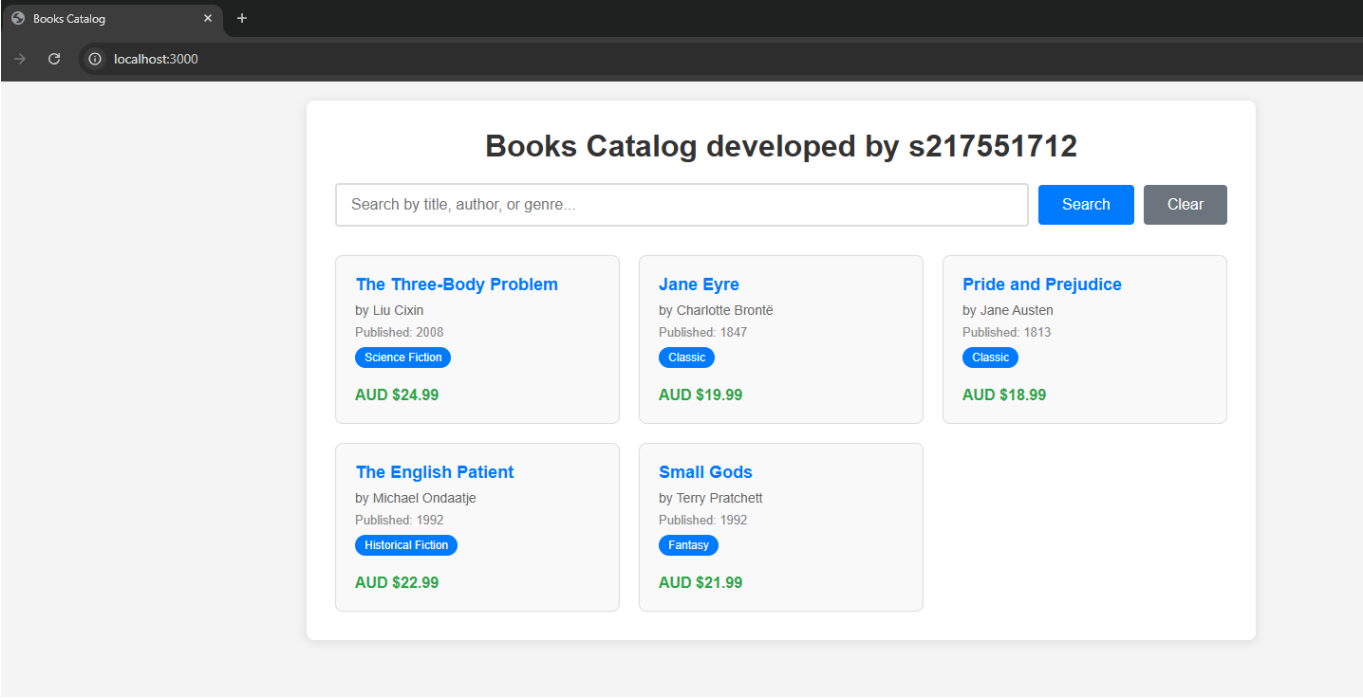 Books Catalog
localhost:3000
Books Catalog developed by s217551712
Search by title, author, or genre...
Search
Clear
The Three-Body Problem
by Liu Cixin
Published: 2008
Science Fiction
AUD $24.99
Jane Eyre
by Charlotte Brontë
Published: 1847
Classic
AUD $19.99
Pride and Prejudice
by Jane Austen
Published: 1813
Classic
AUD $18.99
The English Patient
by Michael Ondaatje
Published: 1992
Historical Fiction
AUD $22.99
Small Gods
by Terry Pratchett
Published: 1992
Fantasy
AUD $21.99